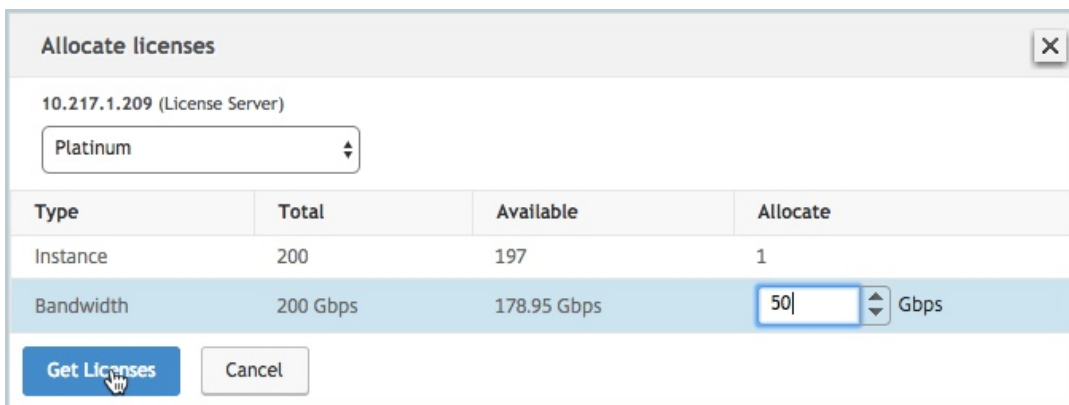 Allocate licenses
10.217.1.209 (License Server)
Platinum
Type Total Available Allocate
Instance 200 197 1
Bandwidth 200 Gbps 178.95 Gbps 50 Gbps
Get Licenses Cancel